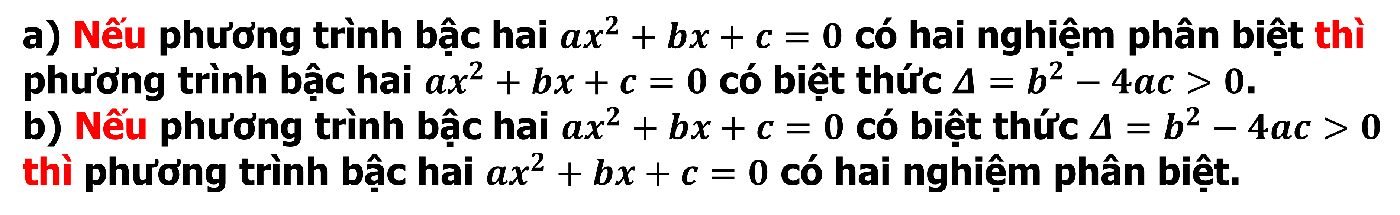 a) Nếu phương trình bậc hai 𝑎𝑥² + 𝑏𝑥 + 𝑐 = 0 có hai nghiệm phân biệt thì
phương trình bậc hai 𝑎𝑥² + 𝑏𝑥 + 𝑐 = 0 có biệt thức 𝛥 = 𝑏² − 4𝑎𝑐 > 0.
b) Nếu phương trình bậc hai 𝑎𝑥² + 𝑏𝑥 + 𝑐 = 0 có biệt thức 𝛥 = 𝑏² − 4𝑎𝑐 > 0
thì phương trình bậc hai 𝑎𝑥² + 𝑏𝑥 + 𝑐 = 0 có hai nghiệm phân biệt.